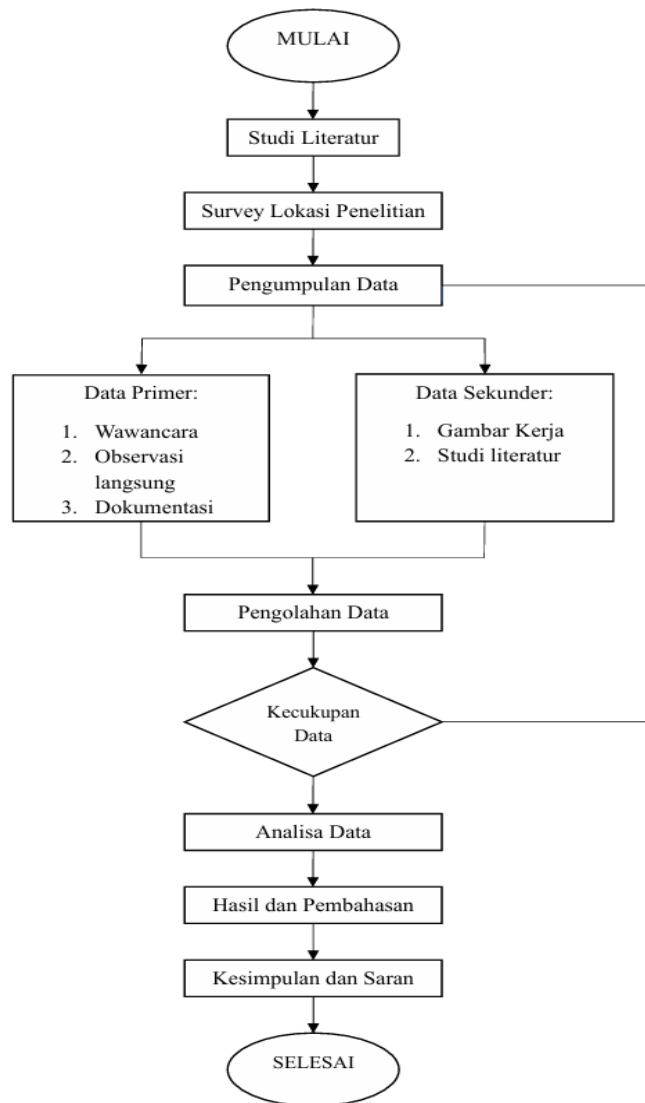 MULAI
Studi Literatur
Survey Lokasi Penelitian
Pengumpulan Data
Data Primer:
1. Wawancara
2. Observasi
langsung
3. Dokumentasi
Data Sekunder:
1. Gambar Kerja
2. Studi literatur
Pengolahan Data
Kecukupan
Data
Analisa Data
Hasil dan Pembahasan
Kesimpulan dan Saran
SELESAI